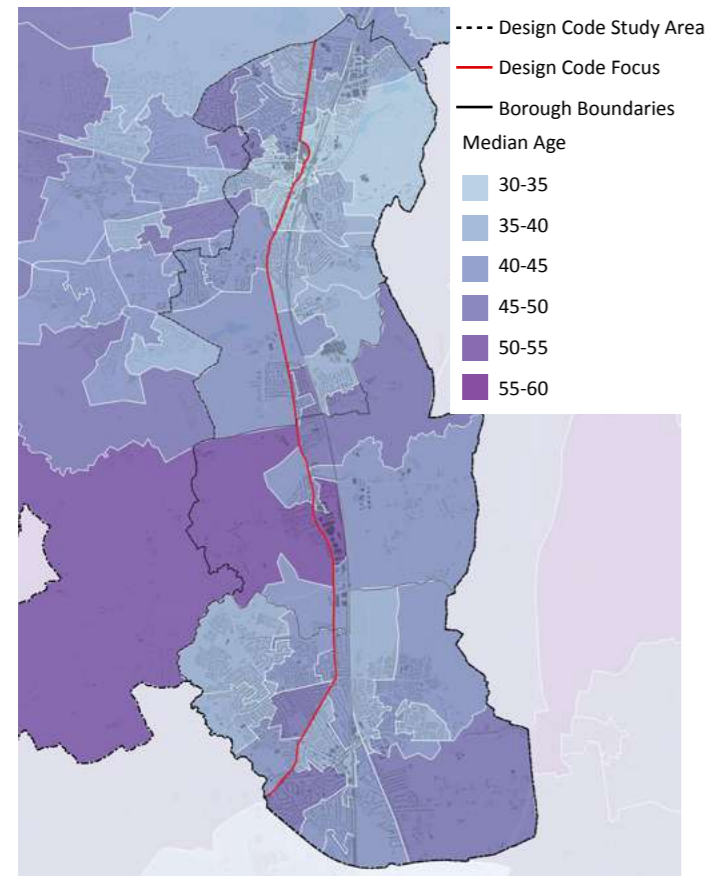 Design Code Study Area
Design Code Focus
Borough Boundaries
Median Age
30-35
35-40
40-45
45-50
50-55
55-60